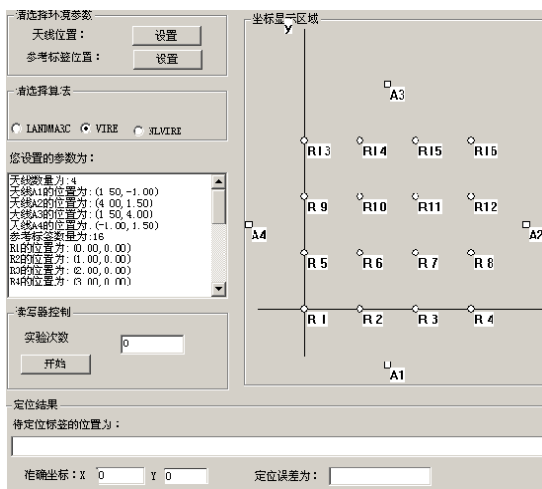 请选择环境参数
天线位置：
设置
参考标签位置：
设置
请选择算法
LANDMARC
VIRE
NLVIRE
您设置的参数为：
天线数量为:4
天线A1的位置为:(1 50,-1.00)
天线A2的位置为:(4 00,1.50)
天线A3的位置为:(1 50,4.00)
天线A4的位置为:(-1.00,1.50)
参考标签数量为:16
R1的位置为:(0.00,0.00)
R2的位置为:(1.00,0.00)
R3的位置为:(2.00,0.00)
R4的位置为:(3 00,0 00)
读写器控制
实验次数
0
开始
坐标显示区域
y
A3
R13 R14 R15 R16
R9 R10 R11 R12
A4
A2
R5 R6 R7 R8
R1 R2 R3 R4
A1
定位结果
待定位标签的位置为：
准确坐标：X 0 Y 0
定位误差为：